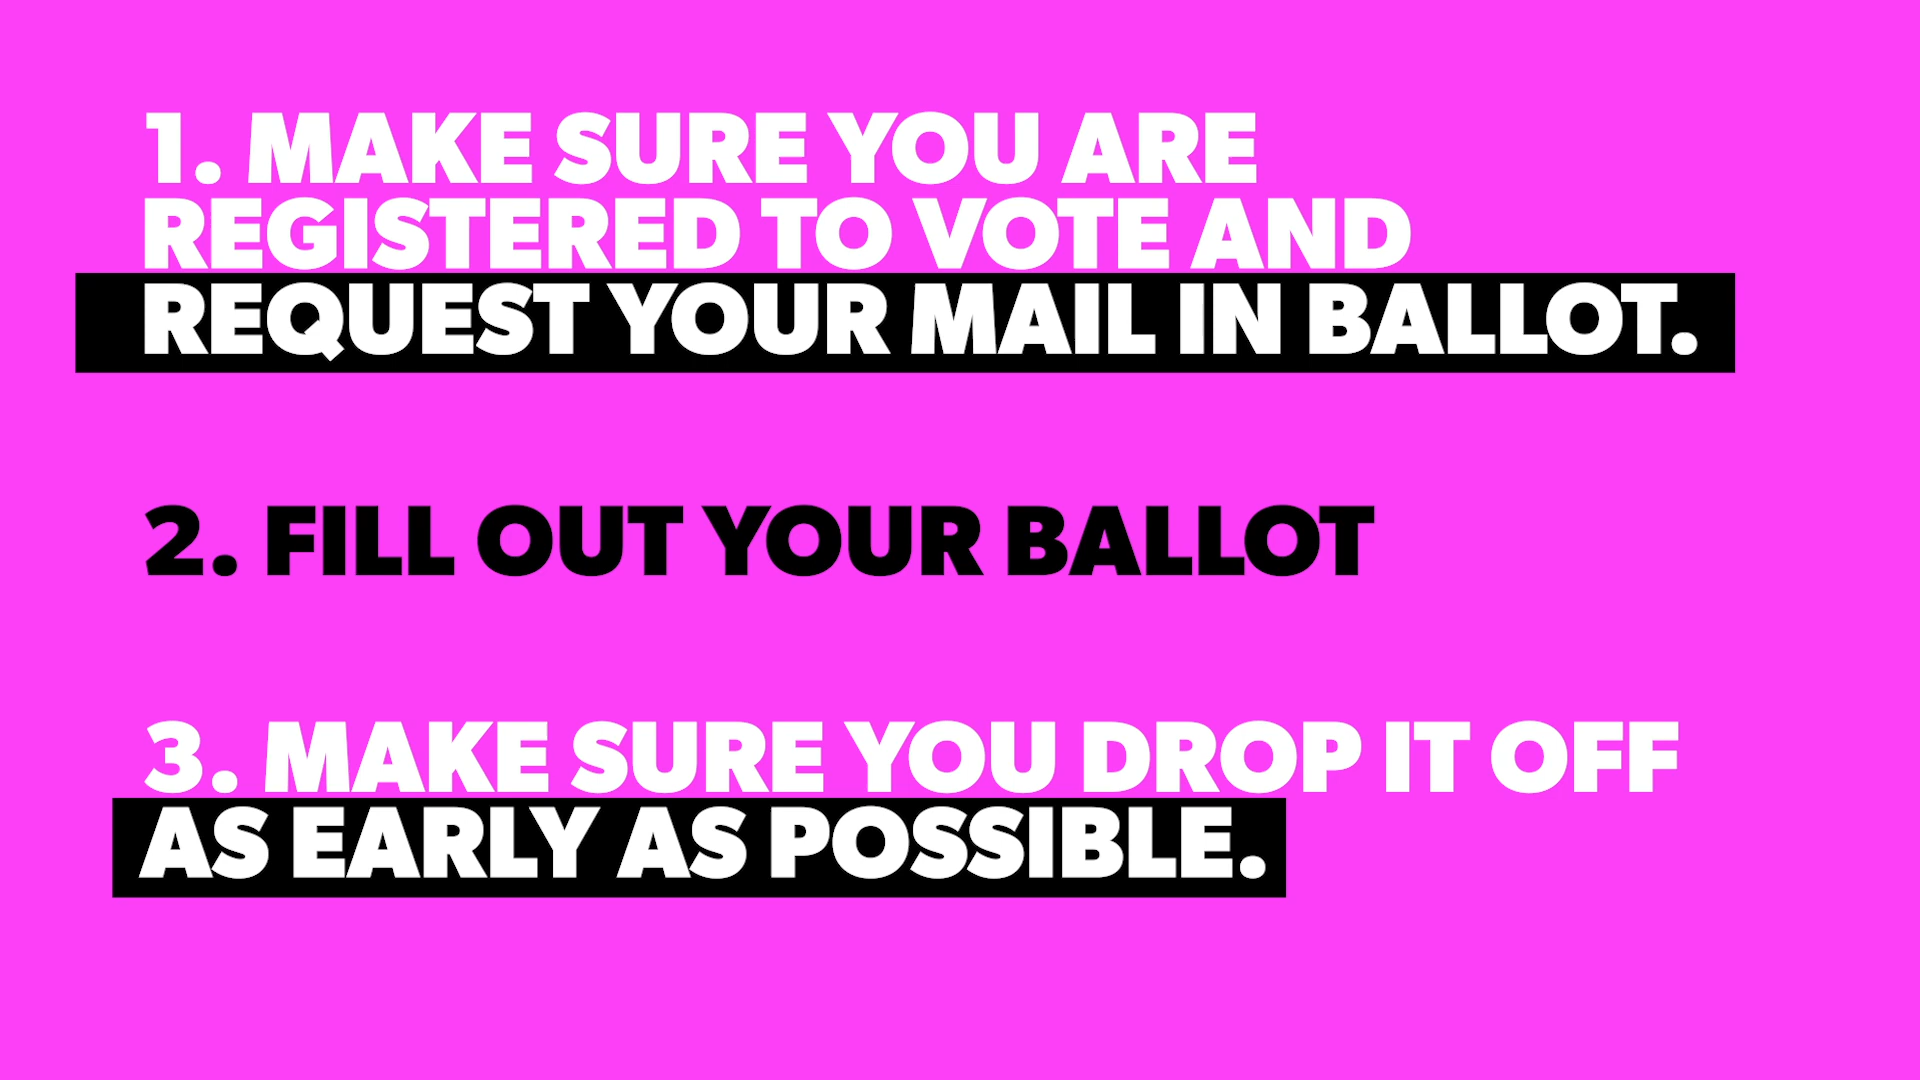 1. MAKE SURE YOU ARE
REGISTERED TO VOTE AND
REQUEST YOUR MAIL IN BALLOT.
2. FILL OUT YOUR BALLOT
3. MAKE SURE YOU DROP IT OFF
AS EARLY AS POSSIBLE.